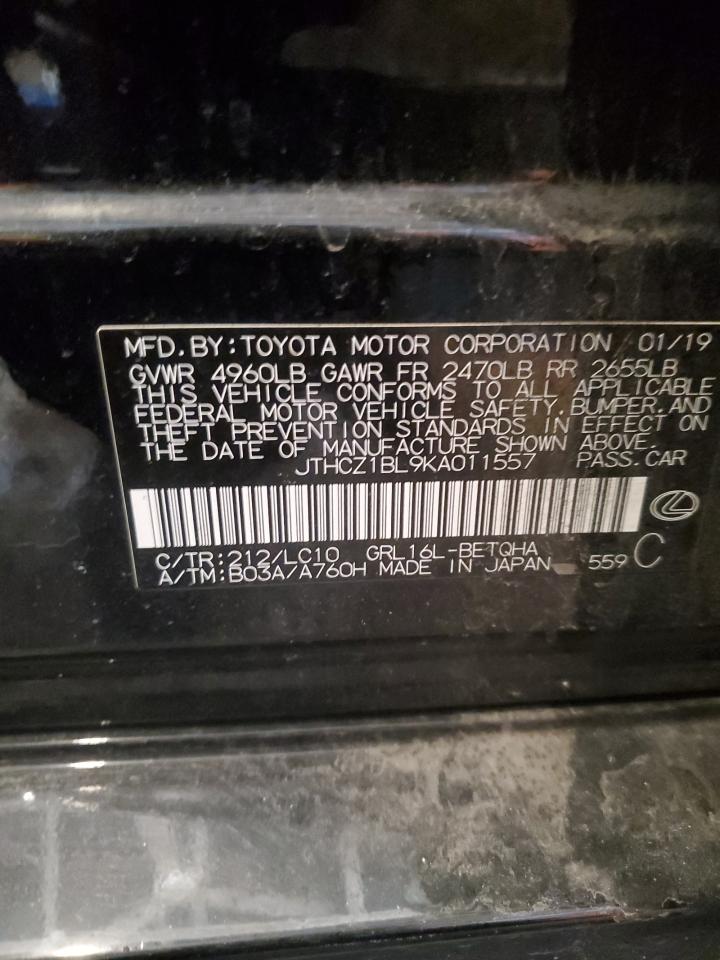 MFD.BY:TOYOTA MOTOR CORPORATION 01/19
GVWR 4960LB GAWR FR 2470LB RR 2655LB
THIS VEHICLE CONFORMS TO ALL APPLICABLE
FEDERAL MOTOR VEHICLE SAFETY,BUMPER,AND
THEFT PREVENTION STANDARDS IN EFFECT ON
THE DATE OF MANUFACTURE SHOWN ABOVE.
JTHCZ1BL9KA011557 PASS.CAR
C/TR:212/LC10 GRL16L-BETQHA
A/TM:B03A/A760H MADE IN JAPAN 559 C